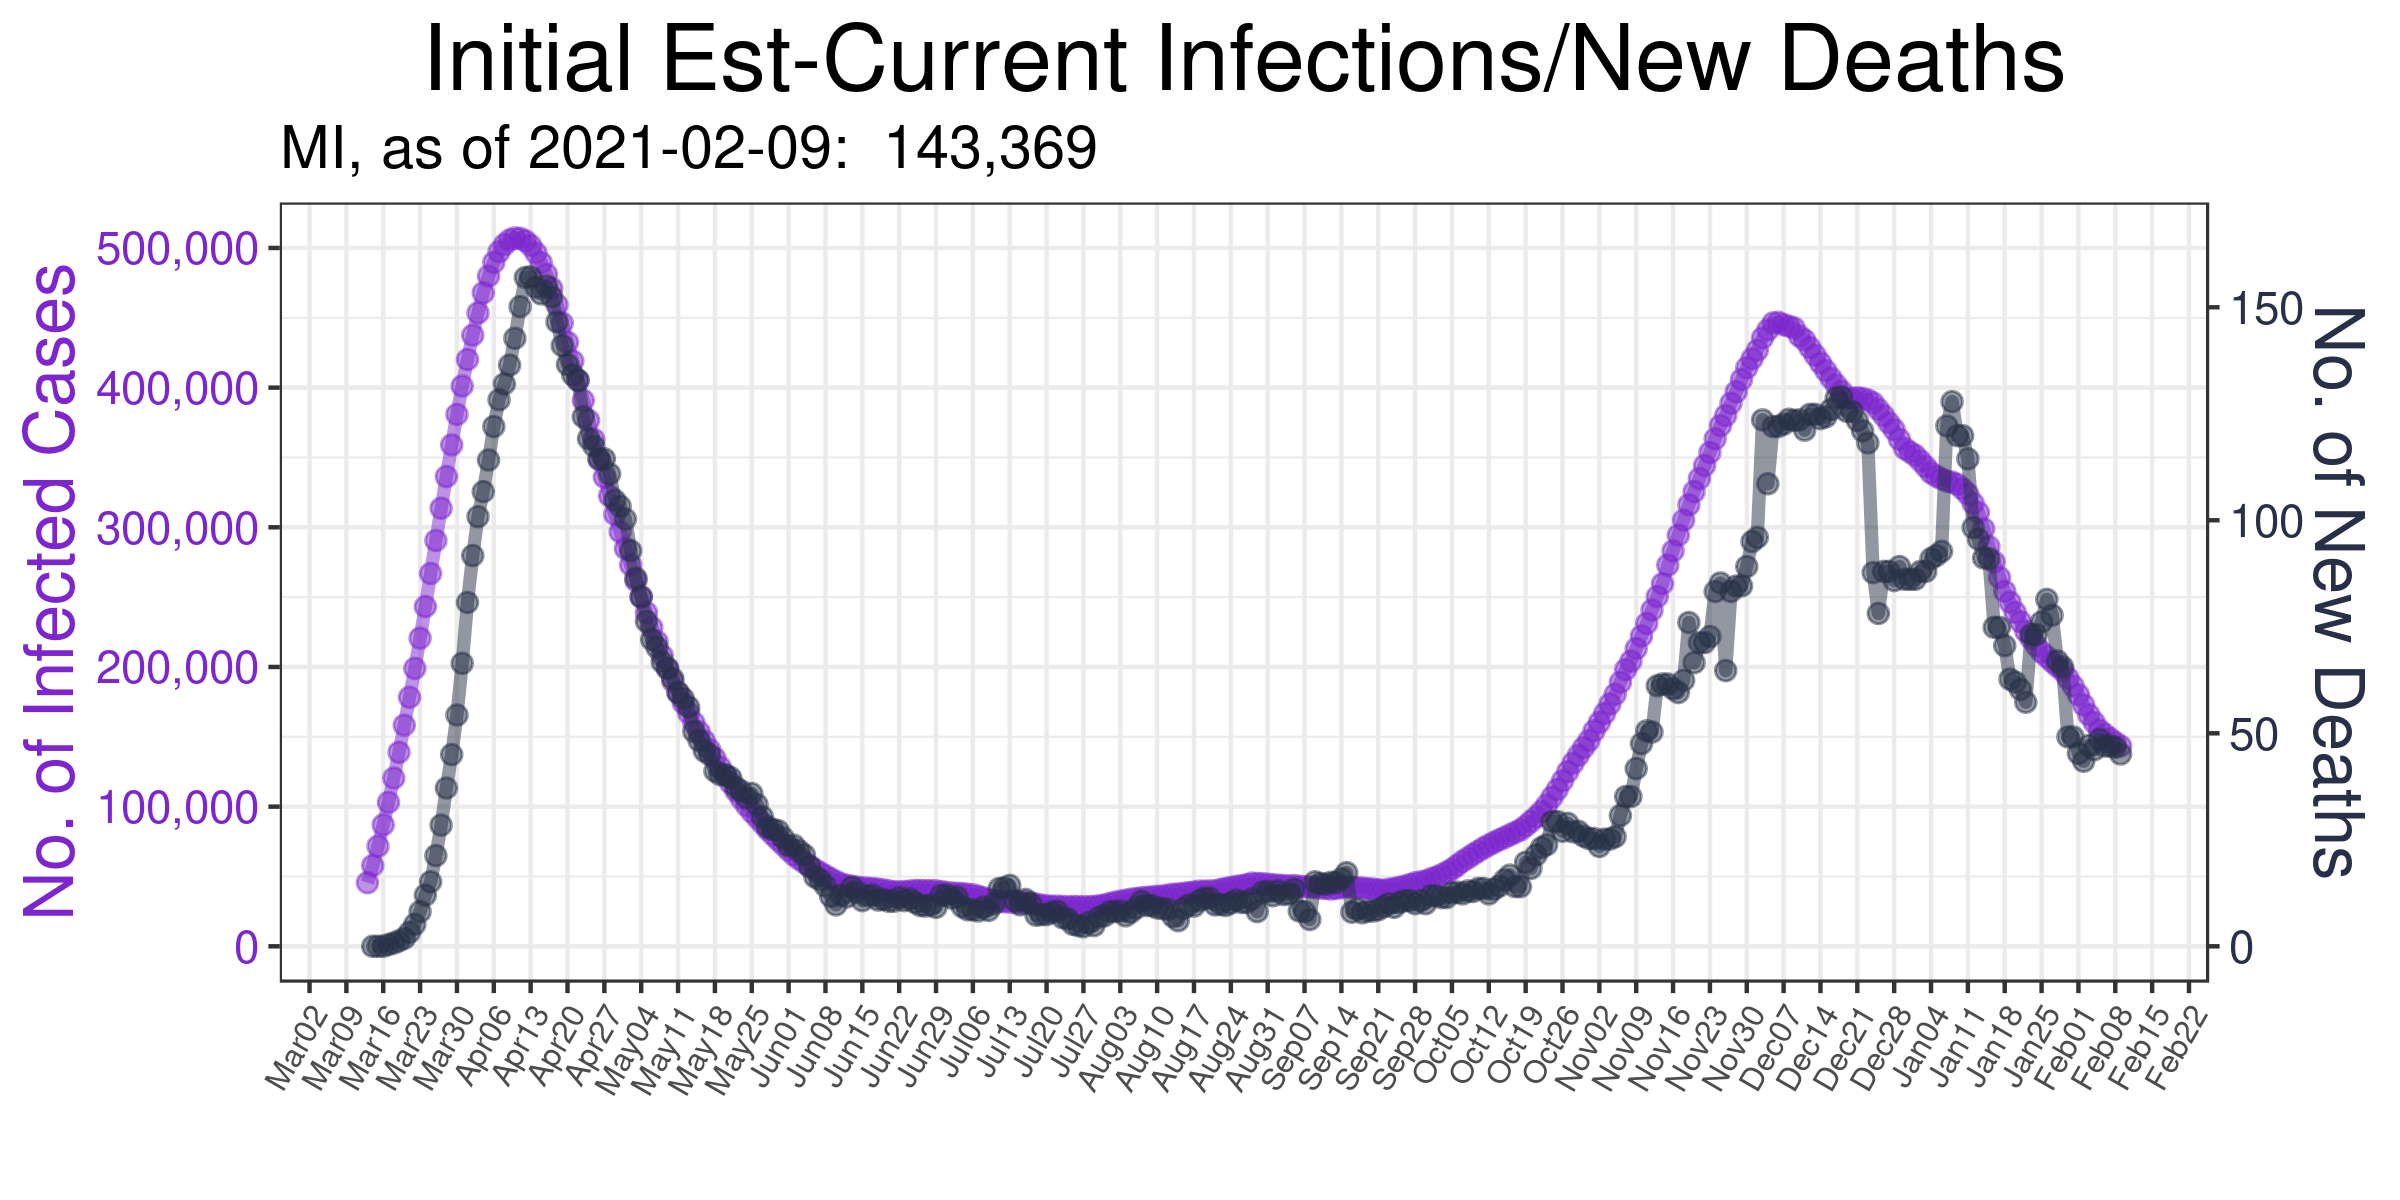 Initial Est-Current Infections/New Deaths
MI, as of 2021-02-09:  143,369
No. of Infected Cases
500,000
400,000
300,000
200,000
100,000
0
150
100
50
0
No. of New Deaths
Mar02
Mar09
Mar16
Mar23
Mar30
Apr06
Apr13
Apr20
Apr27
May04
May11
May18
May25
Jun01
Jun08
Jun15
Jun22
Jun29
Jul06
Jul13
Jul20
Jul27
Aug03
Aug10
Aug17
Aug24
Aug31
Sep07
Sep14
Sep21
Sep28
Oct05
Oct12
Oct19
Oct26
Nov02
Nov09
Nov16
Nov23
Nov30
Dec07
Dec14
Dec21
Dec28
Jan04
Jan11
Jan18
Jan25
Feb01
Feb08
Feb15
Feb22